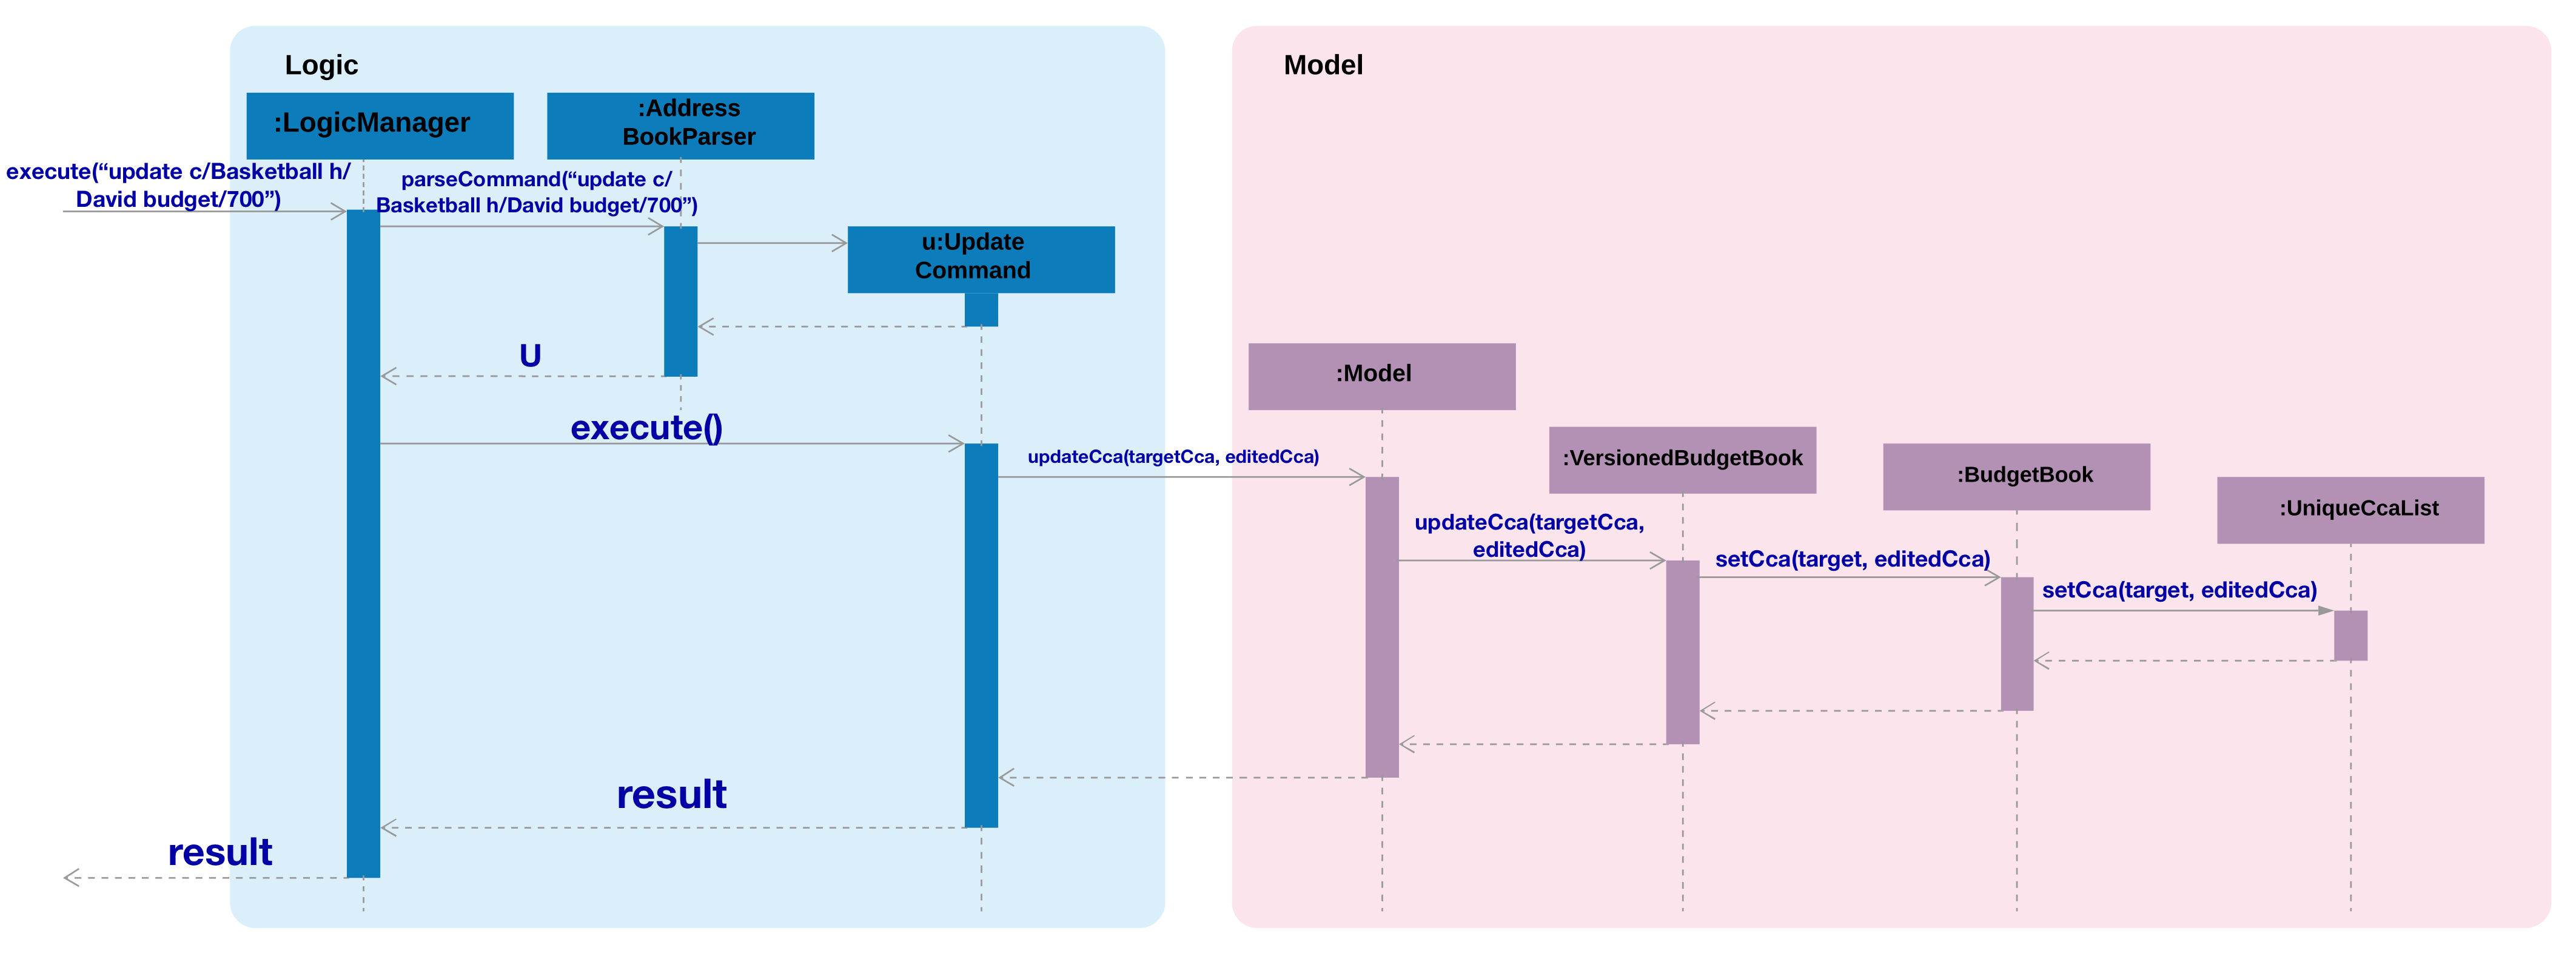 Logic
Model
:LogicManager
:Address
BookParser
execute(“update c/Basketball h/
David budget/700”)
parseCommand(“update c/
Basketball h/David budget/700”)
u:Update
Command
U
:Model
execute()
:VersionedBudgetBook
updateCca(targetCca, editedCca)
:BudgetBook
:UniqueCcaList
updateCca(targetCca,
editedCca)
setCca(target, editedCca)
setCca(target, editedCca)
result
result